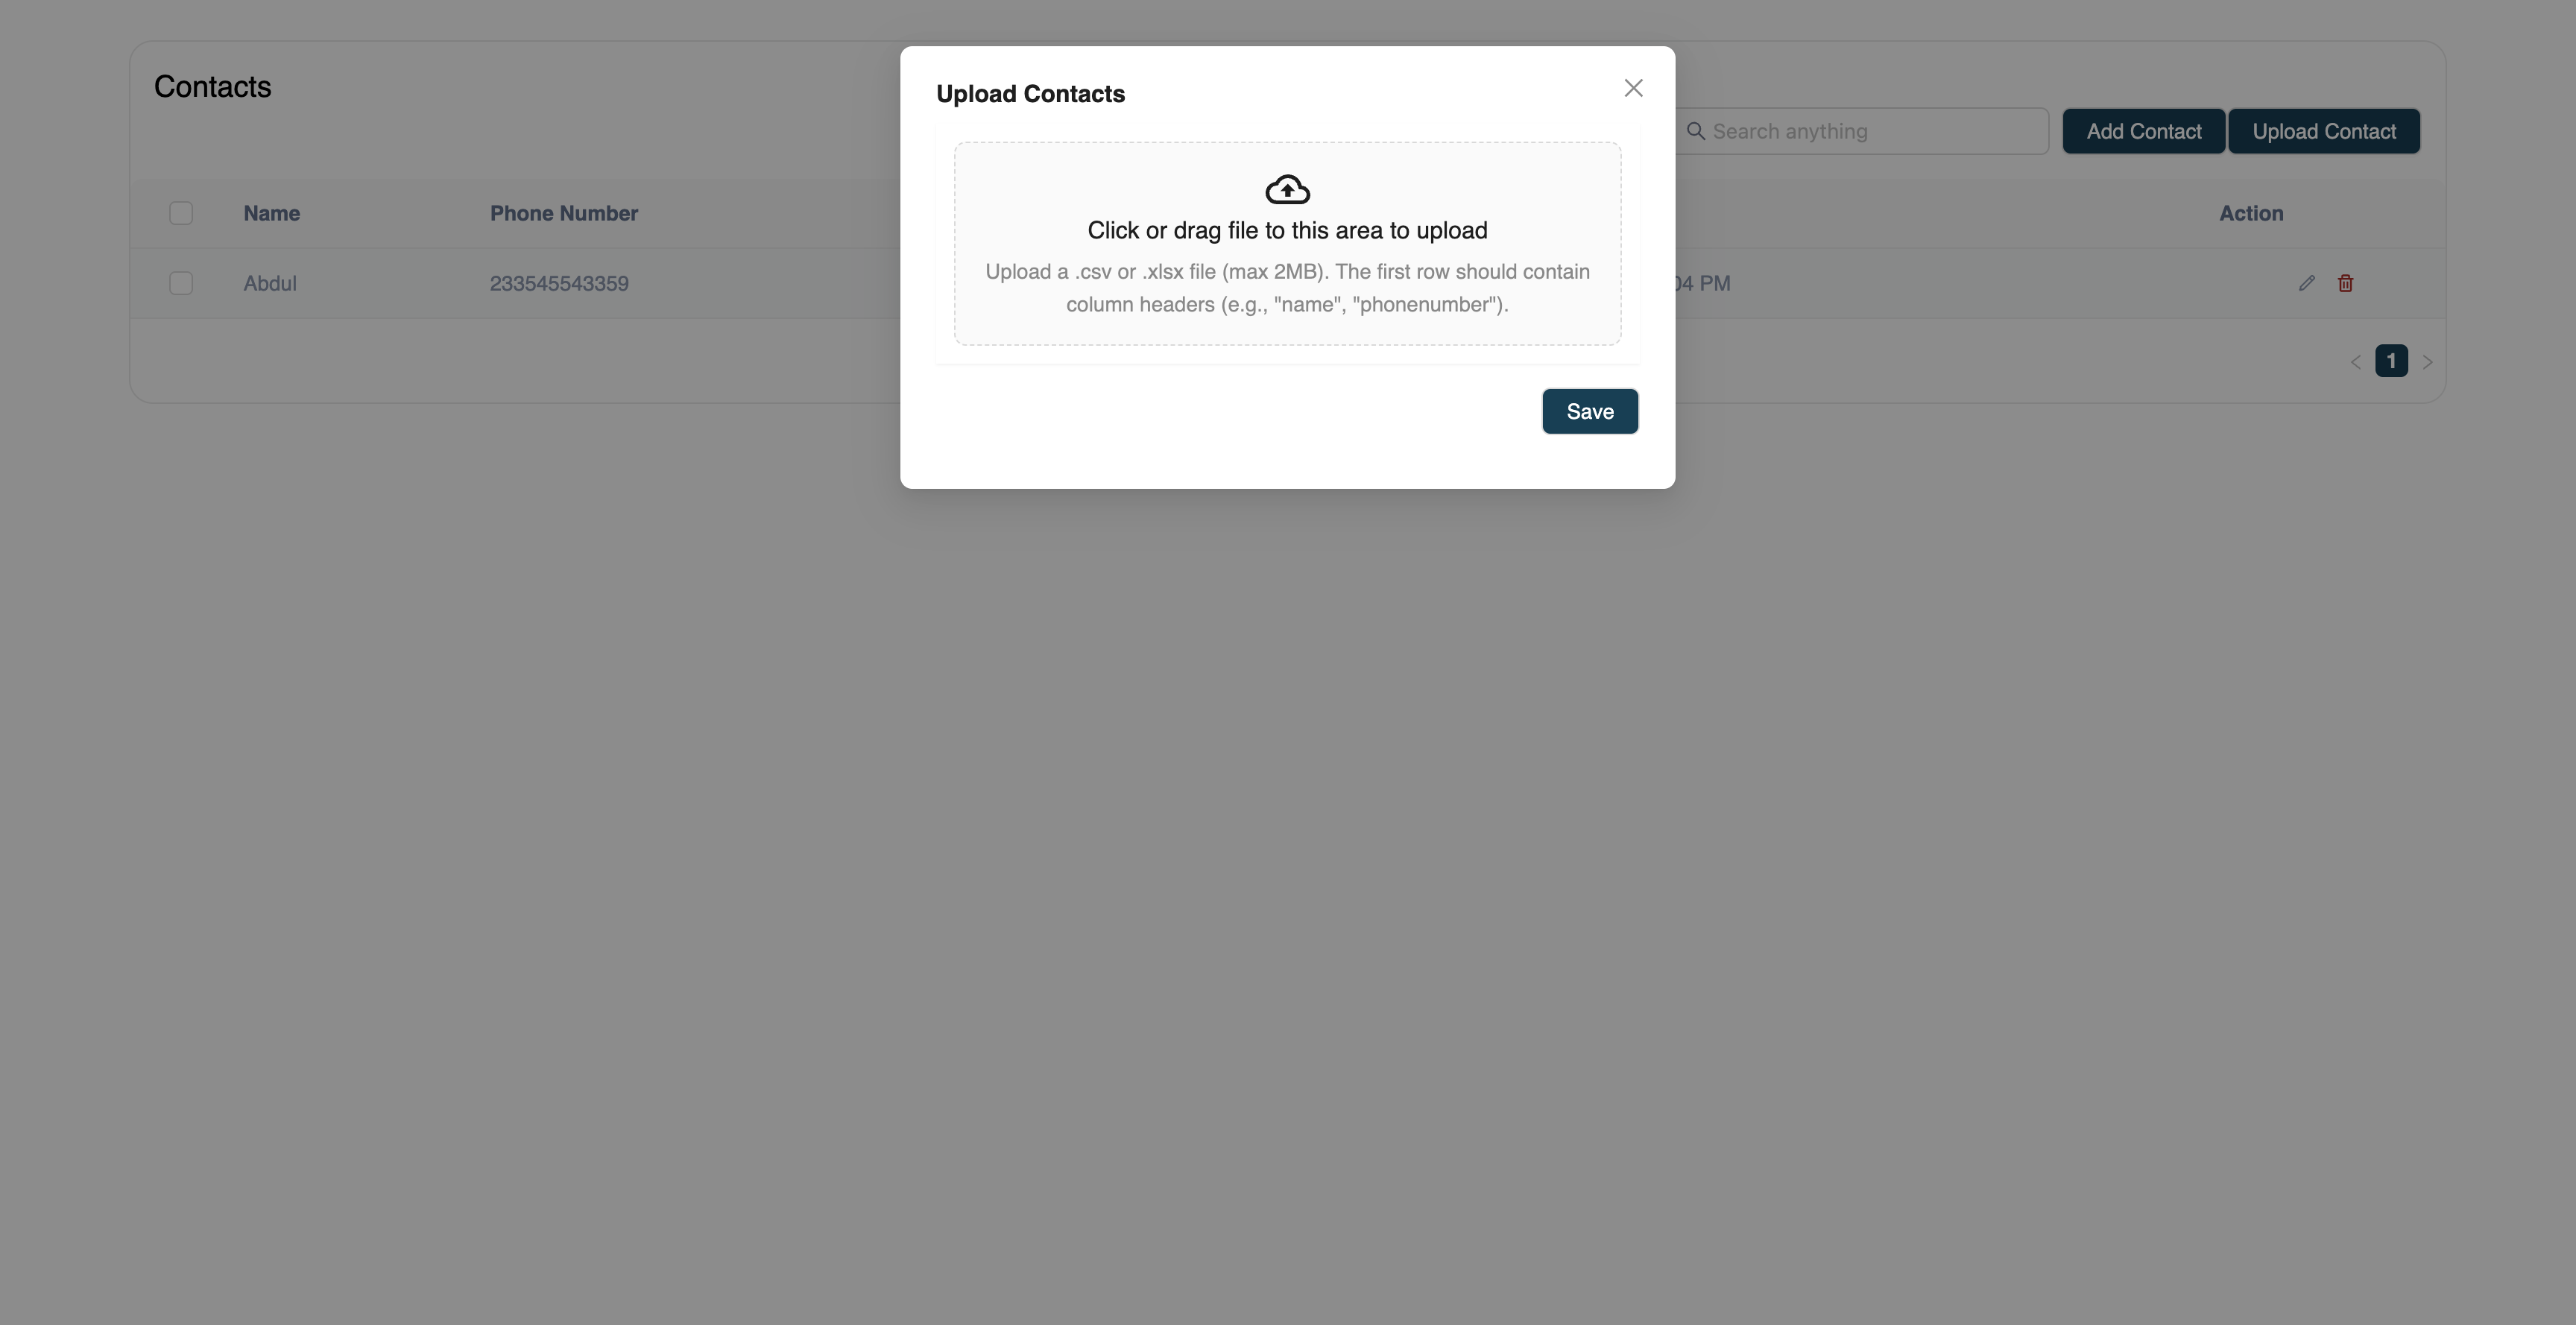 Contacts
Upload Contacts
Search anything
Add Contact
Upload Contact
Click or drag file to this area to upload
Upload a .csv or .xlsx file (max 2MB). The first row should contain
column headers (e.g., "name", "phonenumber").
Name
Phone Number
Action
Abdul
233545543359
04 PM
1
Save